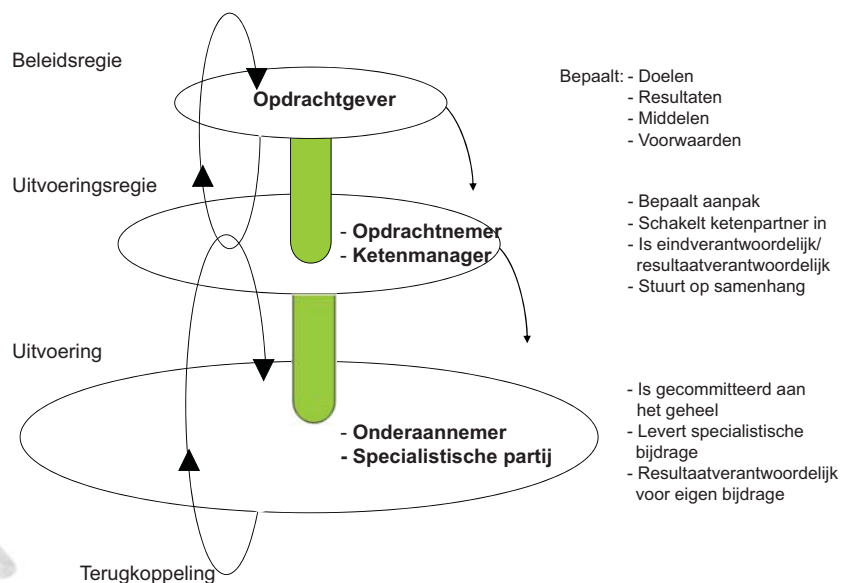 Beleidsregie
Opdrachtgever
Bepaalt: - Doelen
- Resultaten
- Middelen
- Voorwaarden
Uitvoeringsregie
- Opdrachtnemer
- Ketenmanager
- Bepaalt aanpak
- Schakelt ketenpartner in
- Is eindverantwoordelijk/
resultaatverantwoordelijk
- Stuurt op samenhang
Uitvoering
- Onderaannemer
- Specialistische partij
- Is gecommitteerd aan
het geheel
- Levert specialistische
bijdrage
- Resultaatverantwoordelijk
voor eigen bijdrage
Terugkoppeling